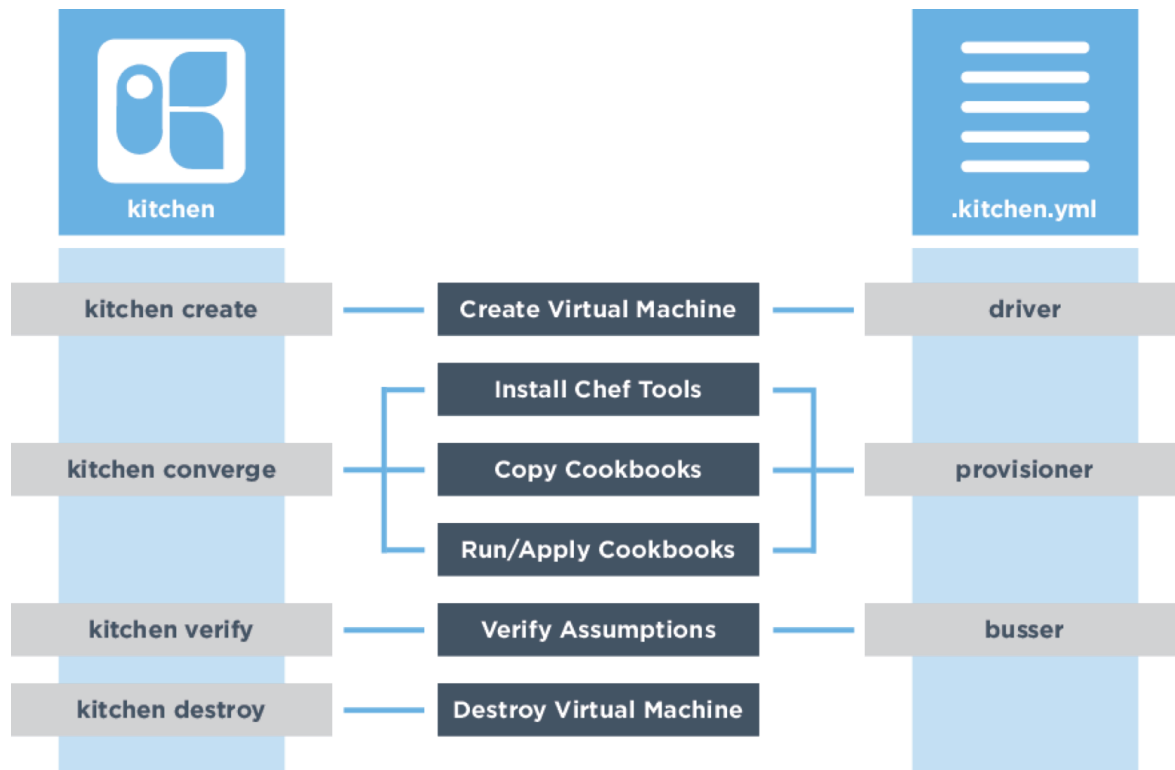 kitchen
.kitchen.yml
kitchen create
Create Virtual Machine
driver
Install Chef Tools
kitchen converge
Copy Cookbooks
provisioner
Run/Apply Cookbooks
kitchen verify
Verify Assumptions
busser
kitchen destroy
Destroy Virtual Machine